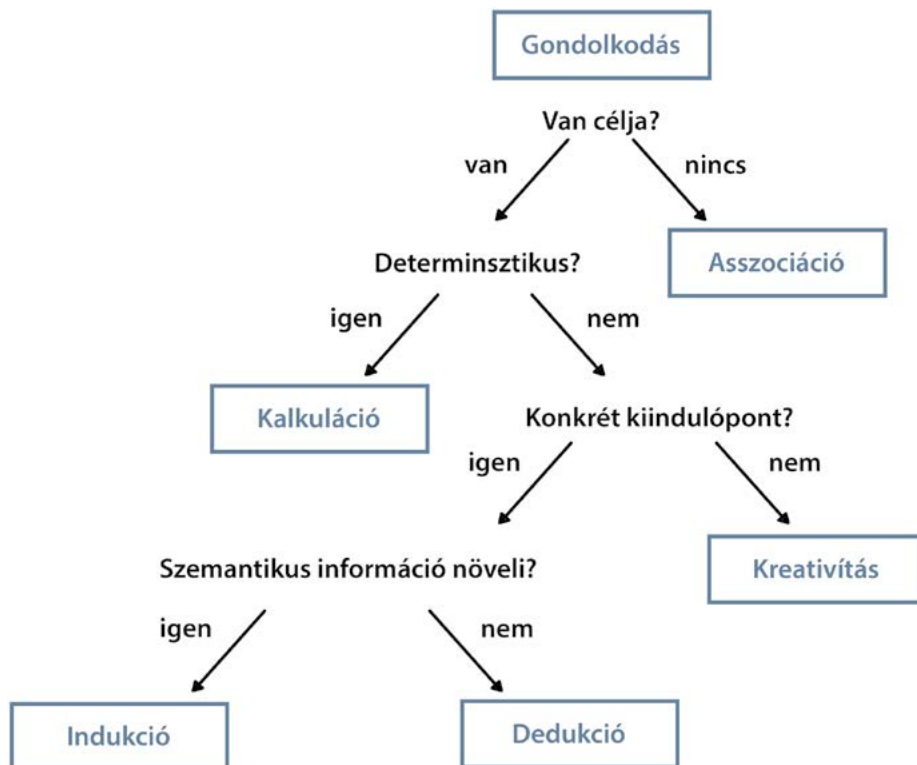 Gondolkodás
Van célja?
van
nincs
Determinsztikus?
Asszociáció
igen
nem
Kalkuláció
Konkrét kiindulópont?
igen
nem
Szemantikus információ növeli?
Kreativítás
igen
nem
Indukció
Dedukció